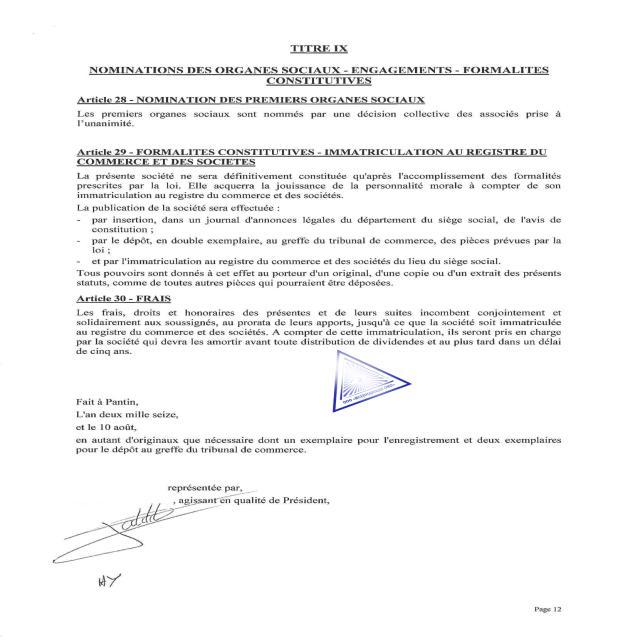 TITRE IX
NOMINATIONS DES ORGANES SOCIAUX - ENGAGEMENTS - FORMALITES
CONSTITUTIVES
Article 28 - NOMINATION DES PREMIERS ORGANES SOCIAUX
Les premiers organes sociaux sont nommés par une décision collective des associés prise à
l'unanimité.
Article 29 - FORMALITES CONSTITUTIVES - IMMATRICULATION AU REGISTRE DU
COMMERCE ET DES SOCIETES
La présente société ne sera définitivement constituée qu'après l'accomplissement des formalités
prescrites par la loi. Elle acquerra la jouissance de la personnalité morale à compter de son
immatriculation au registre du commerce et des sociétés.
La publication de la société sera effectuée :
- par insertion, dans un journal d'annonces légales du département du siège social, de l'avis de
constitution ;
- par le dépôt, en double exemplaire, au greffe du tribunal de commerce, des pièces prévues par la
loi ;
- et par l'immatriculation au registre du commerce et des sociétés du lieu du siège social.
Tous pouvoirs sont donnés à cet effet au porteur d'un original, d'une copie ou d'un extrait des présents
statuts, comme de toutes autres pièces qui pourraient être déposées.
Article 30 - FRAIS
Les frais, droits et honoraires des présentes et de leurs suites incombent conjointement et
solidairement aux soussignés, au prorata de leurs apports, jusqu'à ce que la société soit immatriculée
au registre du commerce et des sociétés. A compter de cette immatriculation, ils seront pris en charge
par la société qui devra les amortir avant toute distribution de dividendes et au plus tard dans un délai
de cinq ans.
Fait à Pantin,
L'an deux mille seize,
et le 10 août,
en autant d'originaux que nécessaire dont un exemplaire pour l'enregistrement et deux exemplaires
pour le dépôt au greffe du tribunal de commerce.
représentée par,
, agissant en qualité de Président,
HY
Page 12